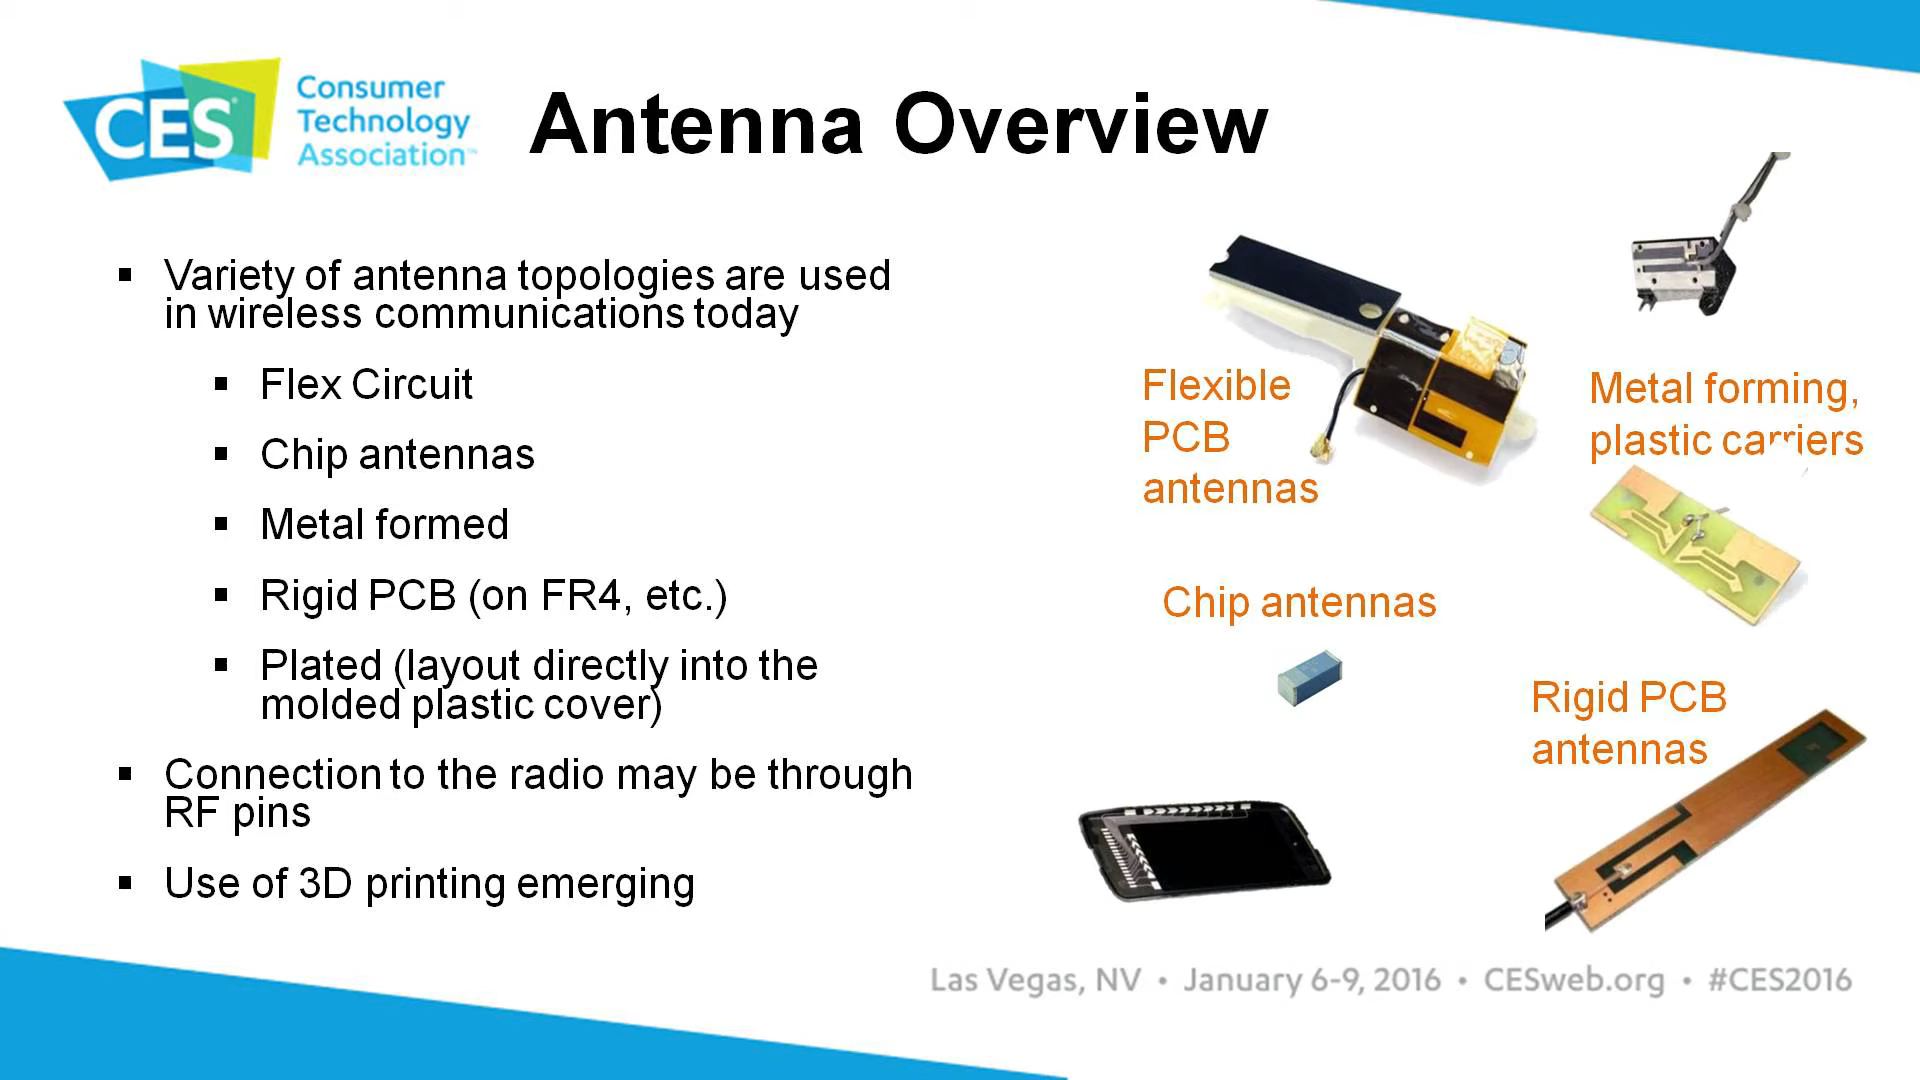 CES
Consumer
Technology
Association™
Antenna Overview
▪ Variety of antenna topologies are used
in wireless communications today
▪ Flex Circuit
▪ Chip antennas
▪ Metal formed
▪ Rigid PCB (on FR4, etc.)
▪ Plated (layout directly into the
molded plastic cover)
▪ Connection to the radio may be through
RF pins
▪ Use of 3D printing emerging
Flexible
PCB
antennas
Metal forming,
plastic carriers
Chip antennas
Rigid PCB
antennas
Las Vegas, NV • January 6-9, 2016 • CESweb.org • #CES2016